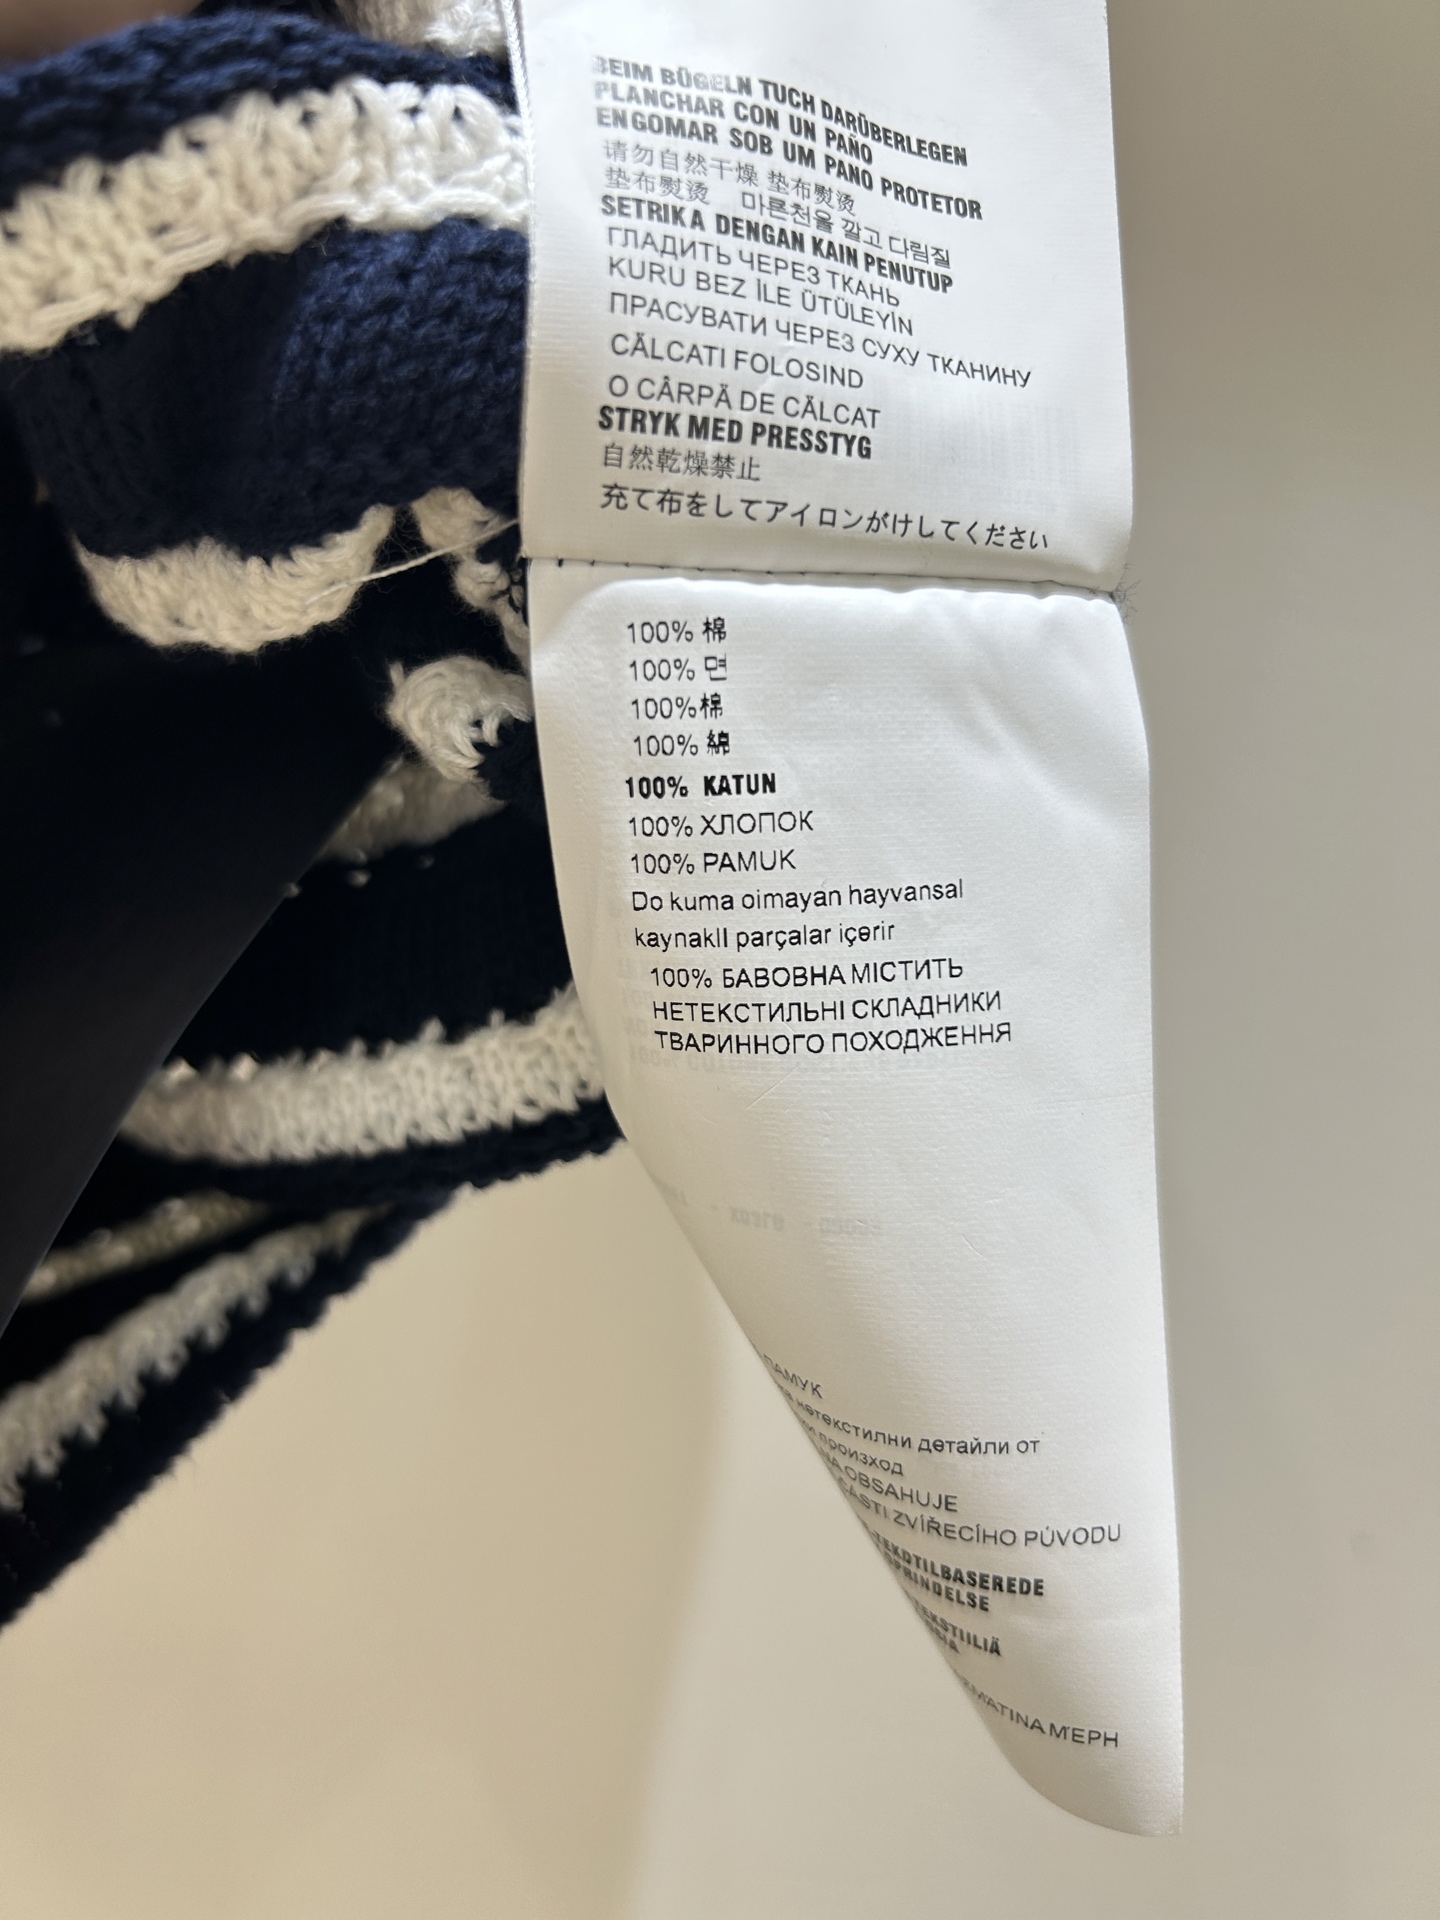 BEIM BÜGELN TUCH DARÜBERLEGEN
PLANCHAR CON UN PAÑO
ENGOMAR SOB UM PANO PROTETOR
请勿自然干燥 垫布熨烫
垫布熨烫 마른천을 깔고 다림질
SETRIKA DENGAN KAIN PENUTUP
ГЛАДИТЬ ЧЕРЕЗ ТКАНЬ
KURU BEZ İLE ÜTÜLEYİN
ПРАСУВАТИ ЧЕРЕЗ СУХУ ТКАНИНУ
CĂLCATI FOLOSIND
O CÂRPĂ DE CĂLCAT
STRYK MED PRESSTYG
自然乾燥禁止
充て布をしてアイロンがけしてください
100% 棉
100% 면
100%棉
100% 綿
100% KATUN
100% ХЛОПОК
100% PAMUK
Do kuma oimayan hayvansal
kaynaklI parçalar içerir
100% БАВОВНА МІСТИТЬ
НЕТЕКСТИЛЬНІ СКЛАДНИКИ
ТВАРИННОГО ПОХОДЖЕННЯ
ПАМУК
нетекстилни детайли от
произход
OBSAHUJE
ČÁSTI ZVÍŘECÍHO PŮVODU
ΜΕΡΗ